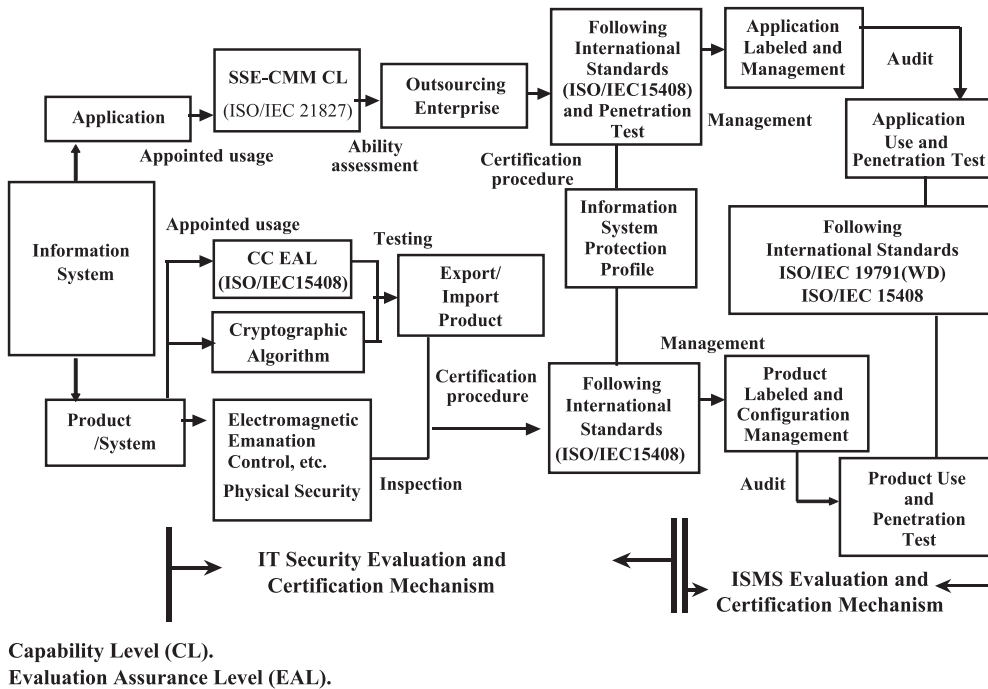 Following
International
Standards
(ISO/IEC15408)
and Penetration
Test
Application
Labeled and
Management
Audit
SSE-CMM CL
(ISO/IEC 21827)
Outsourcing
Enterprise
Application
Appointed usage
Ability
assessment
Management
Application
Use and
Penetration Test
Certification
procedure
Information
System
Appointed usage
Testing
CC EAL
(ISO/IEC15408)
Export/
Import
Product
Information
System
Protection
Profile
Following
International Standards
ISO/IEC 19791(WD)
ISO/IEC 15408
Cryptographic
Algorithm
Certification
procedure
Management
Product
/System
Electromagnetic
Emanation
Control, etc.
Physical Security
Inspection
Following
International
Standards
(ISO/IEC15408)
Product
Labeled and
Configuration
Management
Audit
Product Use
and
Penetration
Test
IT Security Evaluation and
Certification Mechanism
ISMS Evaluation and
Certification Mechanism
Capability Level (CL).
Evaluation Assurance Level (EAL).